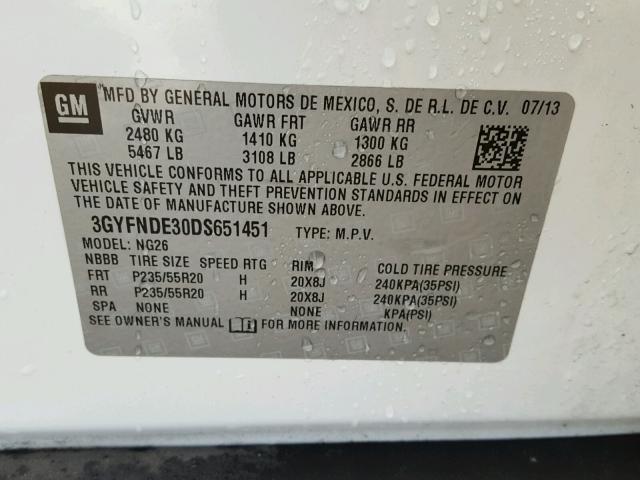 GM
MFD BY GENERAL MOTORS DE MEXICO, S. DE R.L. DE C.V. 07/13
GVWR GAWR FRT GAWR RR
2480 KG 1410 KG 1300 KG
5467 LB 3108 LB 2866 LB
THIS VEHICLE CONFORMS TO ALL APPLICABLE U.S. FEDERAL MOTOR
VEHICLE SAFETY AND THEFT PREVENTION STANDARDS IN EFFECT ON
THE DATE OF MANUFACTURE SHOWN ABOVE.
3GYFNDE30DS651451 TYPE: M.P.V.
MODEL: NG26
NBBB TIRE SIZE SPEED RTG RIM COLD TIRE PRESSURE
FRT P235/55R20 H 20X8J 240KPA(35PSI)
RR P235/55R20 H 20X8J 240KPA(35PSI)
SPA NONE NONE KPA(PSI)
SEE OWNER'S MANUAL FOR MORE INFORMATION.